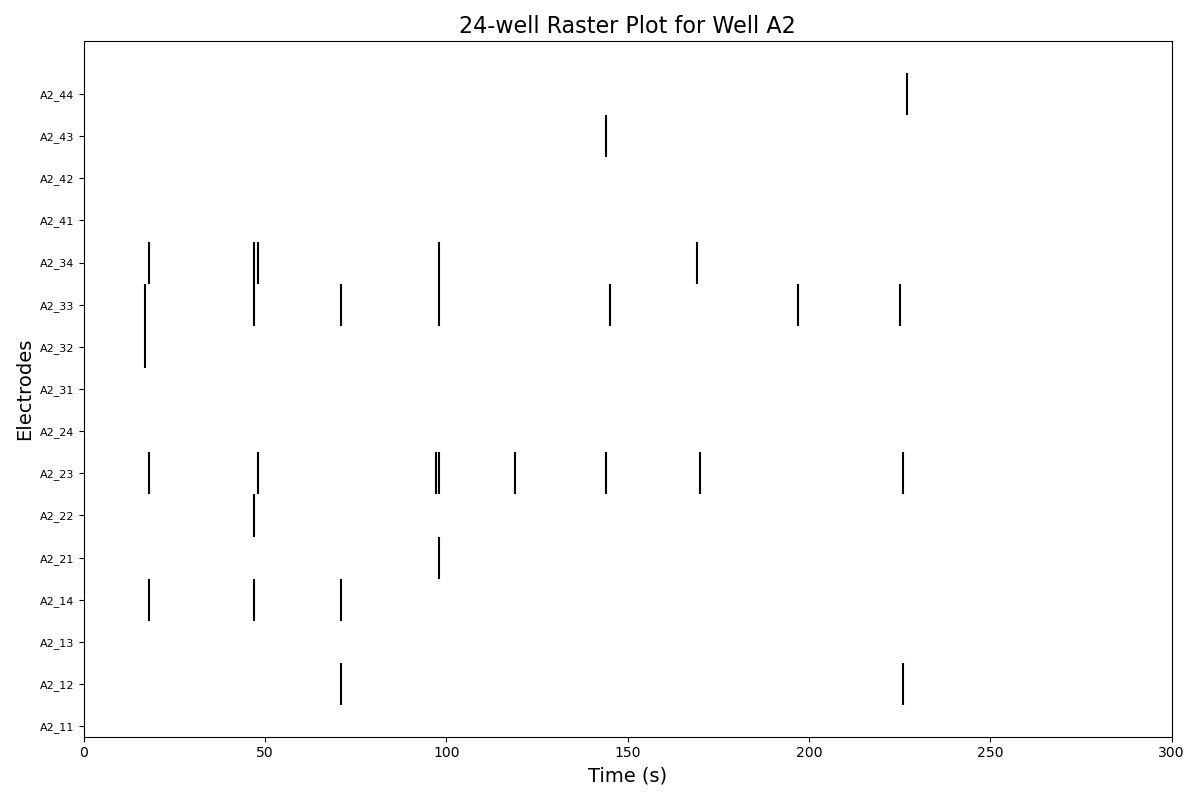 24-well Raster Plot for Well A2
A2_44
A2_43
A2_42
A2_41
A2_34
A2_33
A2_32
A2_31
A2_24
A2_23
A2_22
A2_21
A2_14
A2_13
A2_12
A2_11
Electrodes
0 50 100 150 200 250 300
Time (s)